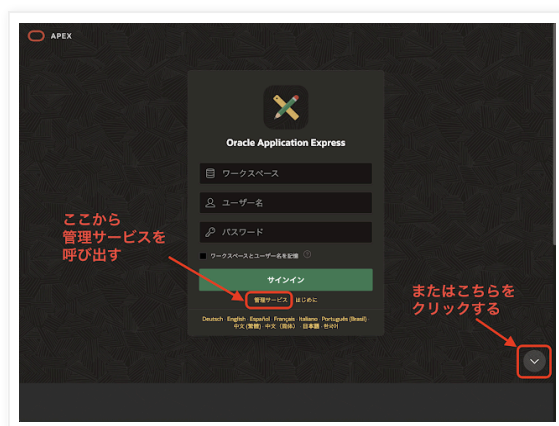 APEX
Oracle Application Express
ワークスペース
ユーザー名
パスワード
ワークスペースとユーザー名を記憶
サインイン
管理サービス はじめに
Deutsch · English · Español · Français · Italiano · Português (Brasil) ·
中文 (繁體) · 中文 (简体) · 日本語 · 한국어
ここから
管理サービスを
呼び出す
またはこちらを
クリックする